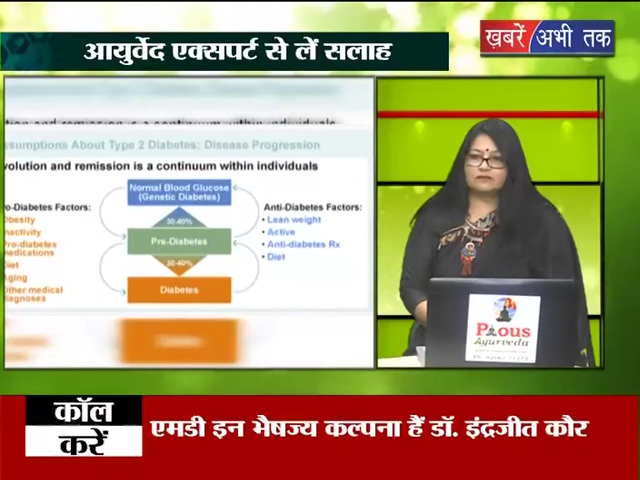 आयुर्वेद एक्सपर्ट से लें सलाह
ख़बरें अभी तक
Assumptions About Type 2 Diabetes: Disease Progression
volution and remission is a continuum within individuals
o-Diabetes Factors:
Obesity
nactivity
Pro-diabetes
medications
Diet
Aging
Other medical
diagnoses
Normal Blood Glucose
(Genetic Diabetes)
30-40%
Pre-Diabetes
30-40%
Diabetes
Anti-Diabetes Factors:
• Lean weight
• Active
• Anti-diabetes Rx
• Diet
Pious
Ayurveda
कॉल
करें
एमडी इन भैषज्य कल्पना हैं डॉ. इंद्रजीत कौर